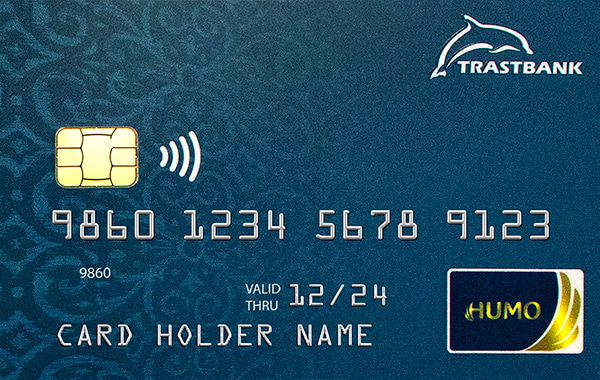 TRASTBANK
9860 1234 5678 9123
9860
VALID THRU 12/24
HUMO
CARD HOLDER NAME